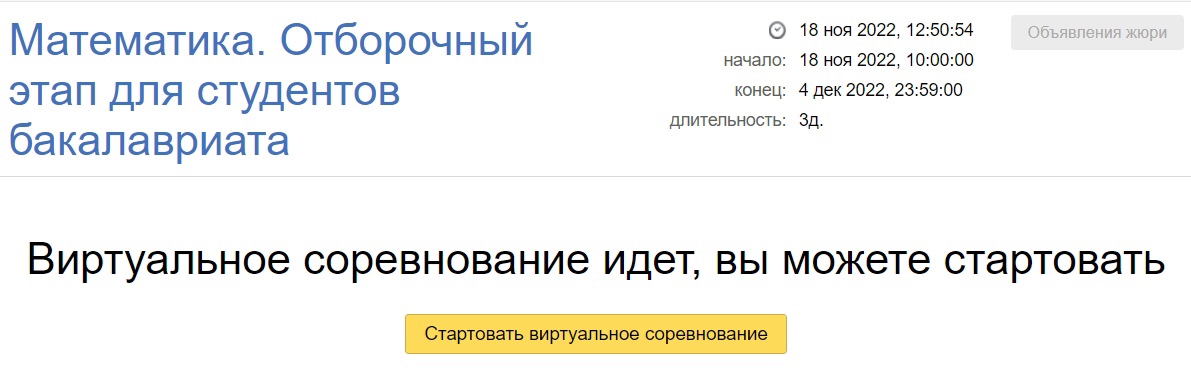 Математика. Отборочный
этап для студентов
бакалавриата
18 ноя 2022, 12:50:54
начало: 18 ноя 2022, 10:00:00
конец: 4 дек 2022, 23:59:00
длительность: 3д.
Объявления жюри
Виртуальное соревнование идет, вы можете стартовать
Стартовать виртуальное соревнование